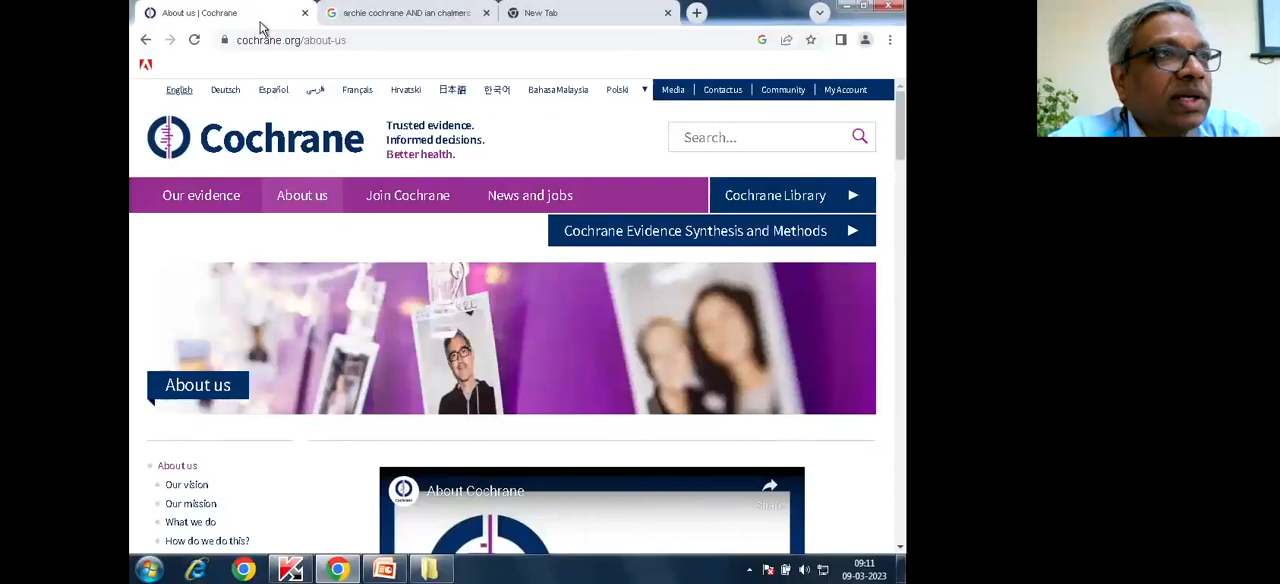 About us | Cochrane
archie cochrane AND ian chalmers
New Tab
cochrane.org/about-us
English Deutsch Español فارسی Français Hrvatski 日本語 한국어 Bahasa Malaysia Polski
Media Contact us Community My Account
Cochrane
Trusted evidence.
Informed decisions.
Better health.
Search...
Our evidence About us Join Cochrane News and jobs Cochrane Library
Cochrane Evidence Synthesis and Methods
About us
About us
Our vision
Our mission
What we do
How do we do this?
About Cochrane
Share
09:11
09-03-2023